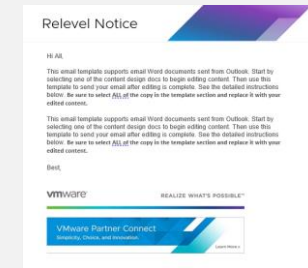 Relevel Notice
Hi All,
This email template supports email Word documents sent from Outlook. Start by
selecting one of the content design docs to begin editing content. Then use this
template to send your email after editing is complete. See the detailed instructions
below. Be sure to select ALL of the copy in the template section and replace it with your
edited content.
This email template supports email Word documents sent from Outlook. Start by
selecting one of the content design docs to begin editing content. Then use this
template to send your email after editing is complete. See the detailed instructions
below. Be sure to select ALL of the copy in the template section and replace it with your
edited content.
Best,
vmware REALIZE WHAT'S POSSIBLE™
VMware Partner Connect
Simplicity, Choice, and Innovation
Learn More >